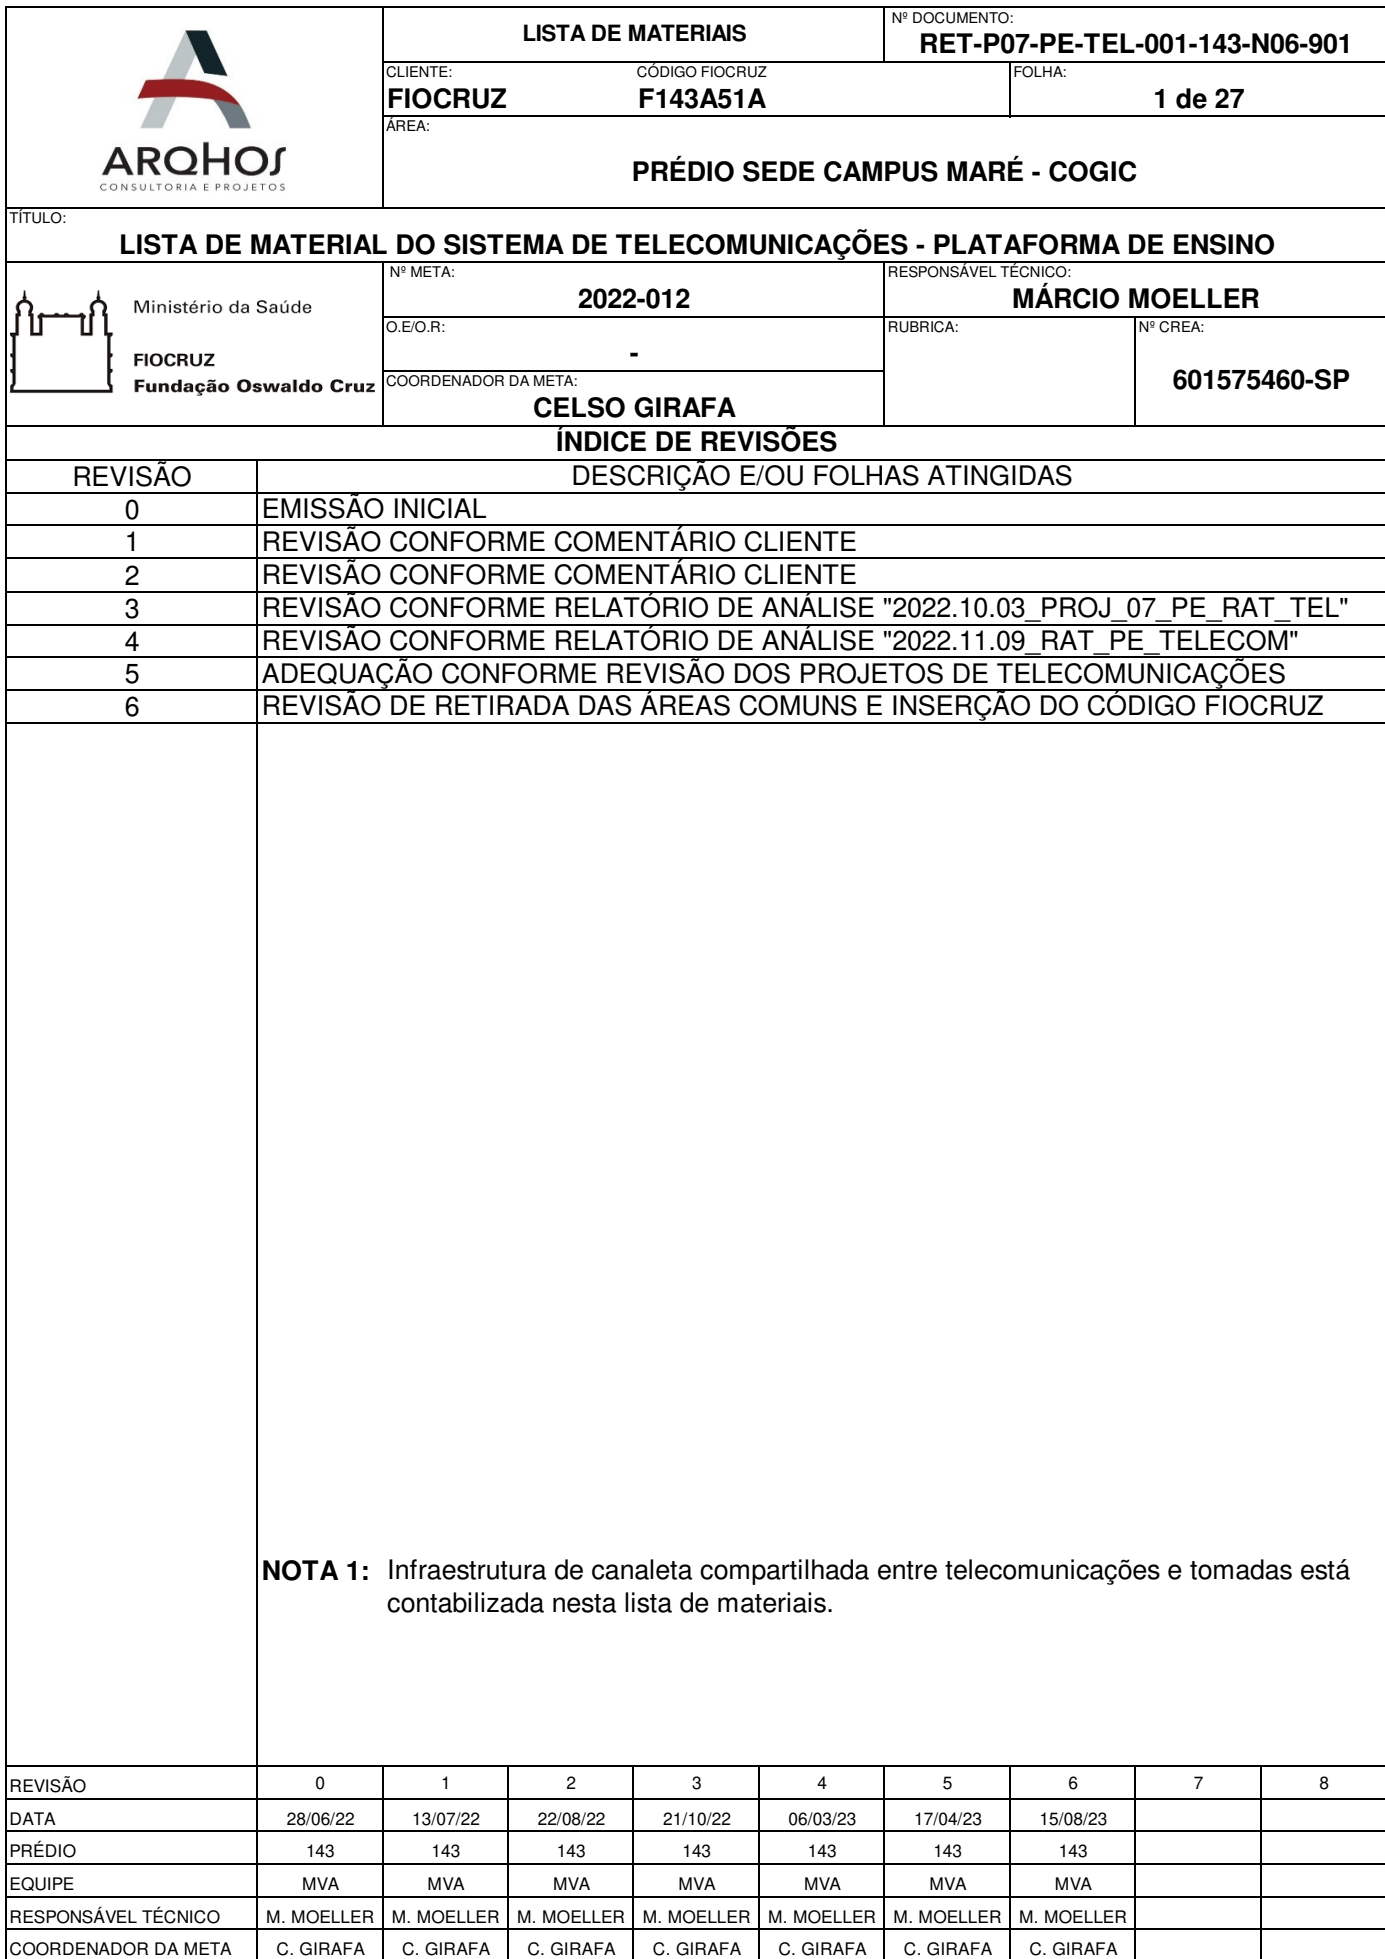 ARQHOS
CONSULTORIA E PROJETOS
LISTA DE MATERIAIS
Nº DOCUMENTO:
RET-P07-PE-TEL-001-143-N06-901
CLIENTE:
FIOCRUZ
CÓDIGO FIOCRUZ
F143A51A
FOLHA:
1 de 27
ÁREA:
PRÉDIO SEDE CAMPUS MARÉ - COGIC
TÍTULO:
LISTA DE MATERIAL DO SISTEMA DE TELECOMUNICAÇÕES - PLATAFORMA DE ENSINO
Ministério da Saúde
FIOCRUZ
Fundação Oswaldo Cruz
Nº META:
2022-012
RESPONSÁVEL TÉCNICO:
MÁRCIO MOELLER
O.E/O.R:
-
RUBRICA:
Nº CREA:
601575460-SP
COORDENADOR DA META:
CELSO GIRAFA
ÍNDICE DE REVISÕES
REVISÃO DESCRIÇÃO E/OU FOLHAS ATINGIDAS
0 EMISSÃO INICIAL
1 REVISÃO CONFORME COMENTÁRIO CLIENTE
2 REVISÃO CONFORME COMENTÁRIO CLIENTE
3 REVISÃO CONFORME RELATÓRIO DE ANÁLISE "2022.10.03_PROJ_07_PE_RAT_TEL"
4 REVISÃO CONFORME RELATÓRIO DE ANÁLISE "2022.11.09_RAT_PE_TELECOM"
5 ADEQUAÇÃO CONFORME REVISÃO DOS PROJETOS DE TELECOMUNICAÇÕES
6 REVISÃO DE RETIRADA DAS ÁREAS COMUNS E INSERÇÃO DO CÓDIGO FIOCRUZ
NOTA 1: Infraestrutura de canaleta compartilhada entre telecomunicações e tomadas está
contabilizada nesta lista de materiais.
REVISÃO 0 1 2 3 4 5 6 7 8
DATA 28/06/22 13/07/22 22/08/22 21/10/22 06/03/23 17/04/23 15/08/23
PRÉDIO 143 143 143 143 143 143 143
EQUIPE MVA MVA MVA MVA MVA MVA MVA
RESPONSÁVEL TÉCNICO M. MOELLER M. MOELLER M. MOELLER M. MOELLER M. MOELLER M. MOELLER M. MOELLER
COORDENADOR DA META C. GIRAFA C. GIRAFA C. GIRAFA C. GIRAFA C. GIRAFA C. GIRAFA C. GIRAFA